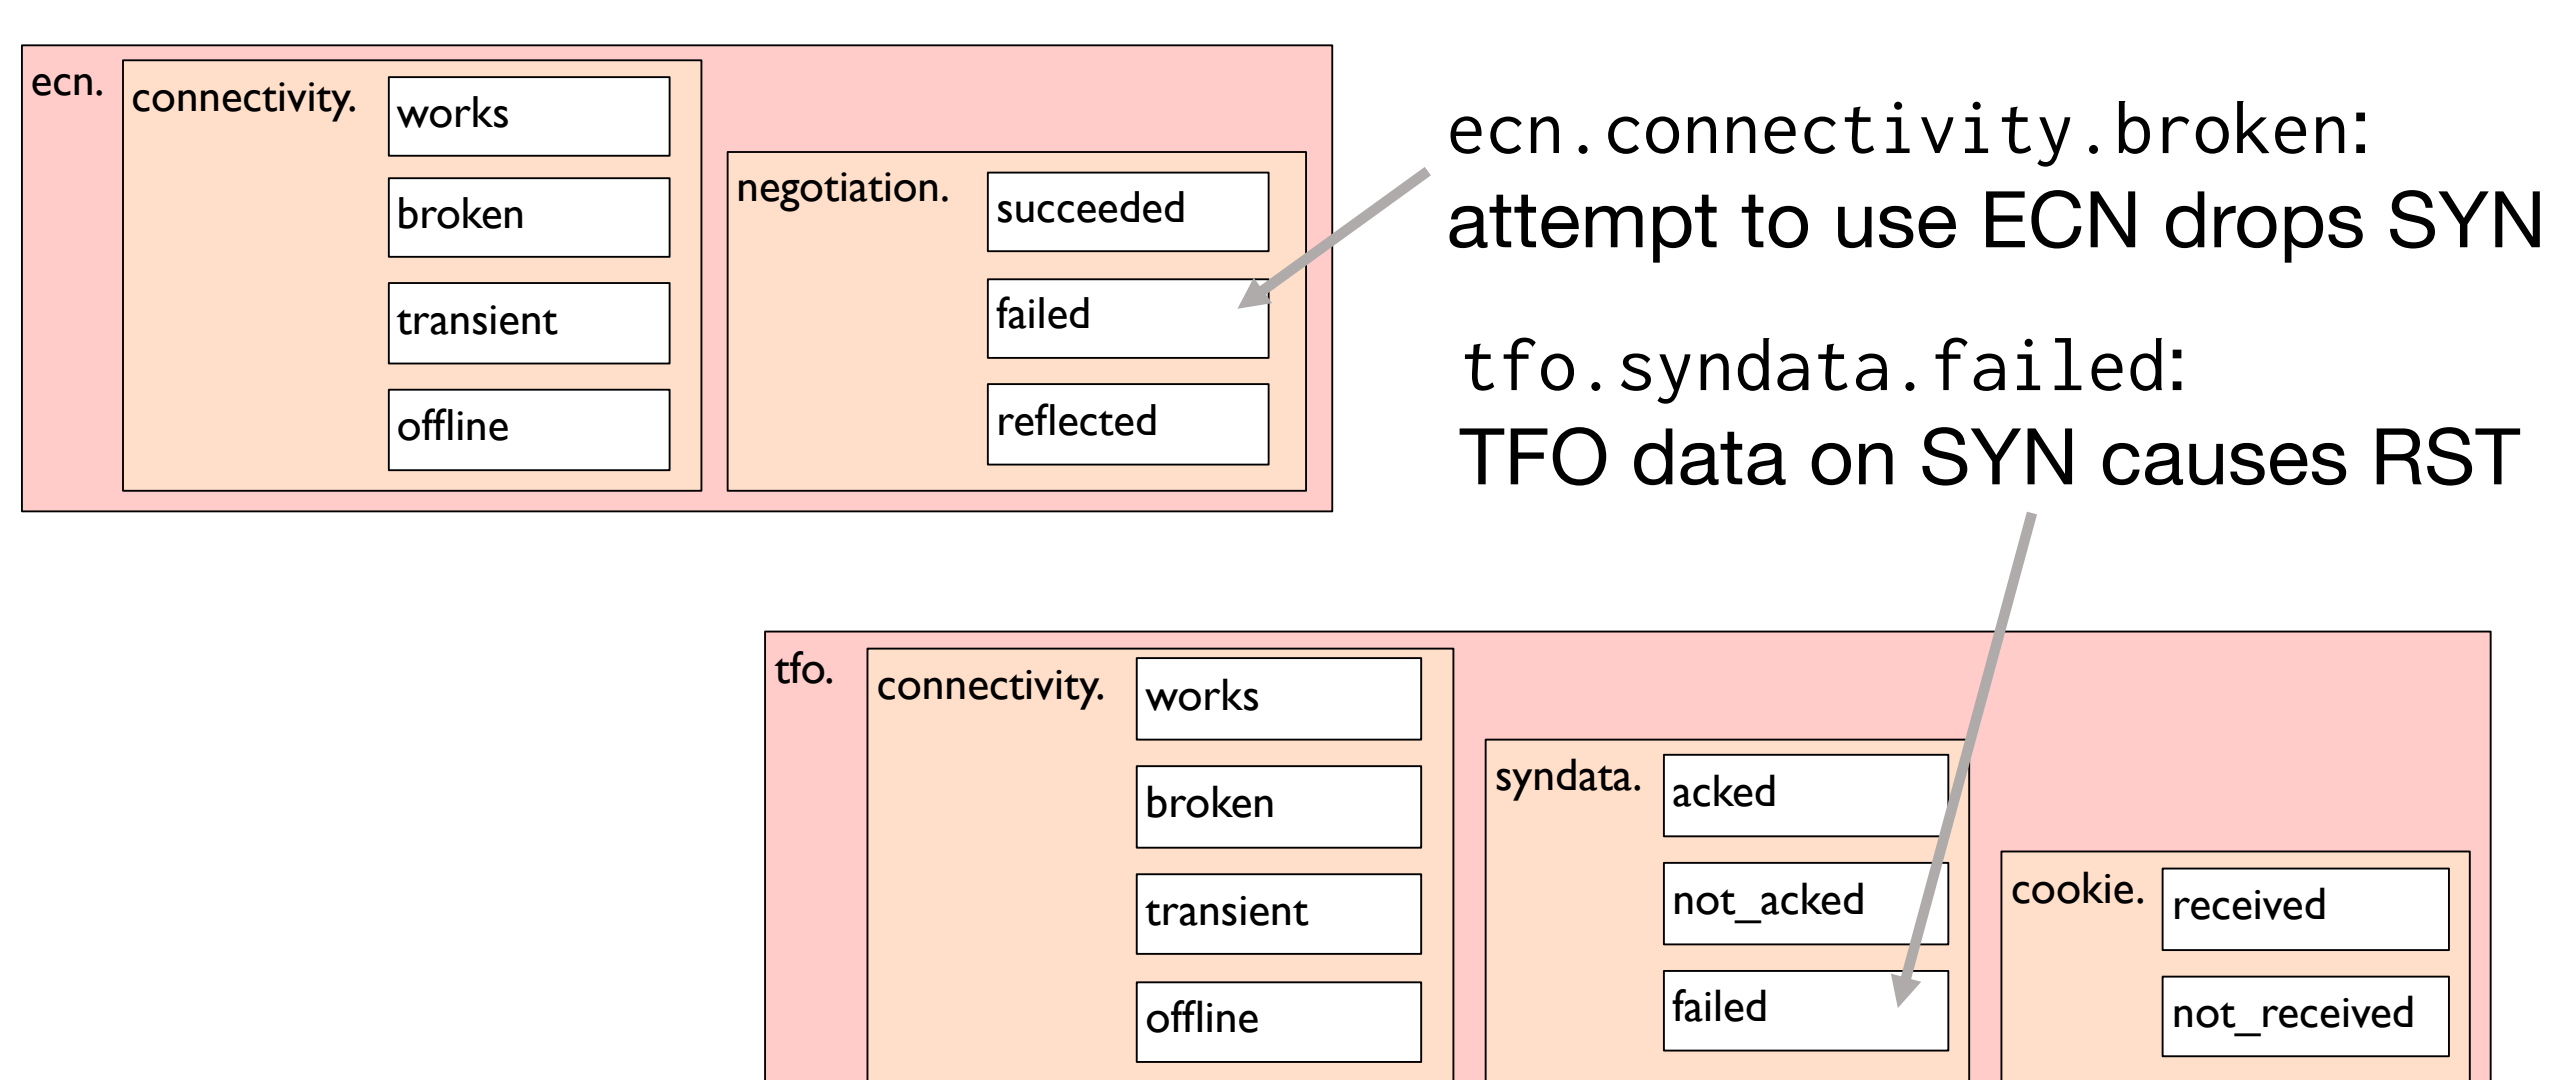 ecn.
connectivity.
works
broken
transient
offline
negotiation.
succeeded
failed
reflected
ecn.connectivity.broken:
attempt to use ECN drops SYN
tfo.syndata.failed:
TFO data on SYN causes RST
tfo.
connectivity.
works
broken
transient
offline
syndata.
acked
not_acked
failed
cookie.
received
not_received